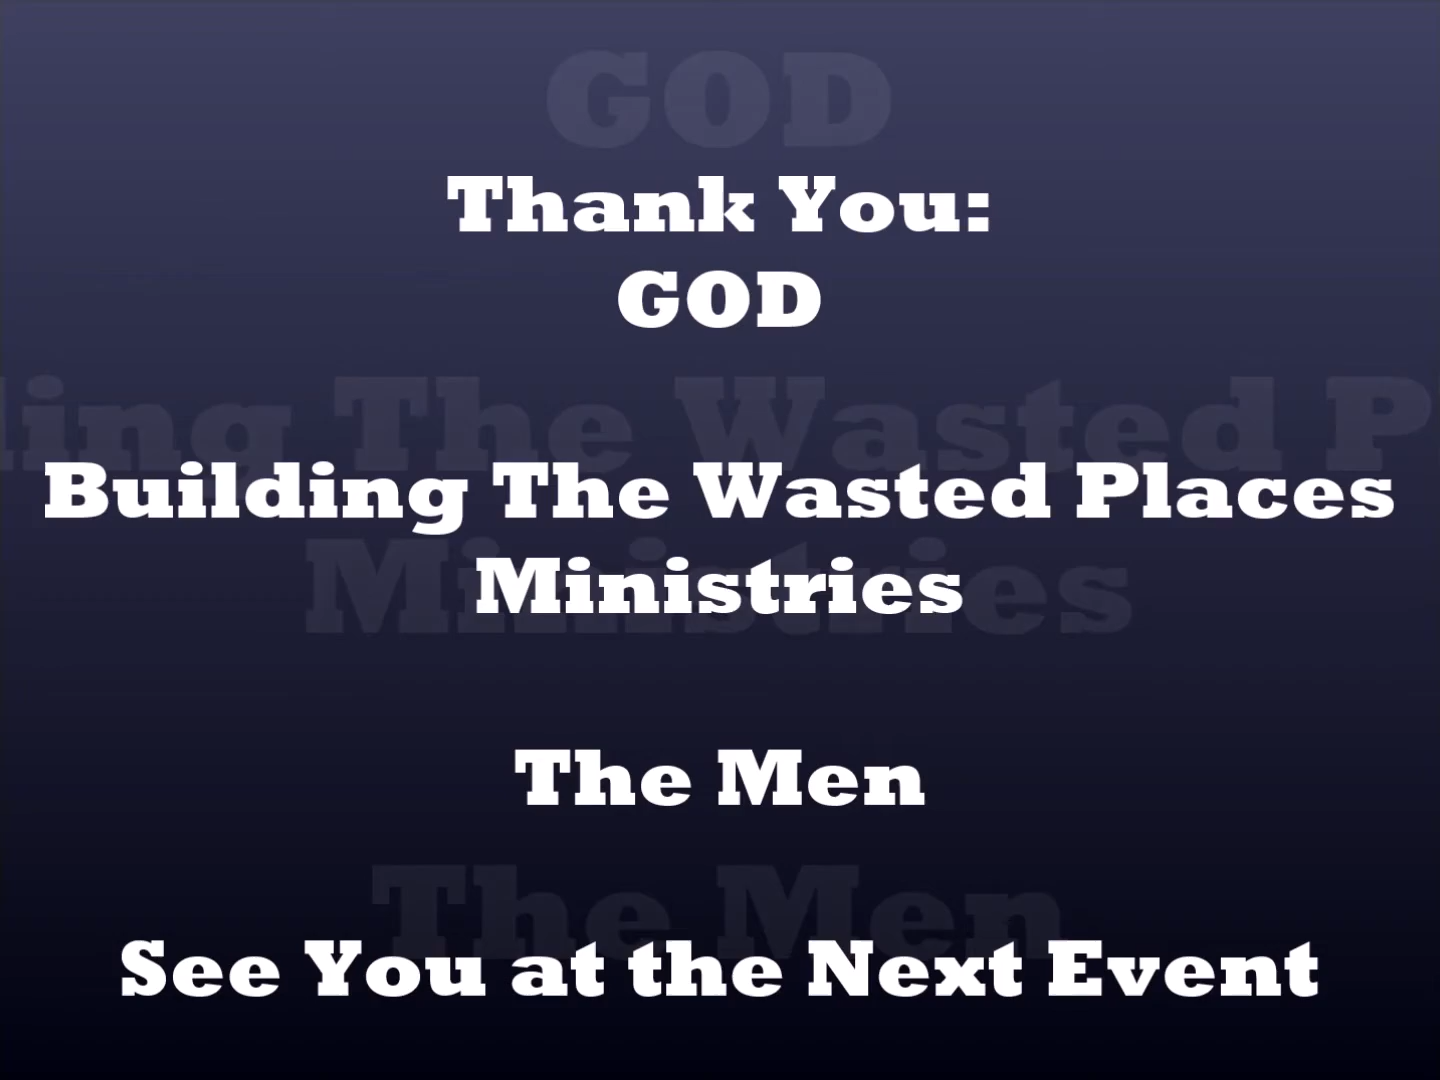 Thank You:
GOD
Building The Wasted Places
Ministries
The Men
See You at the Next Event